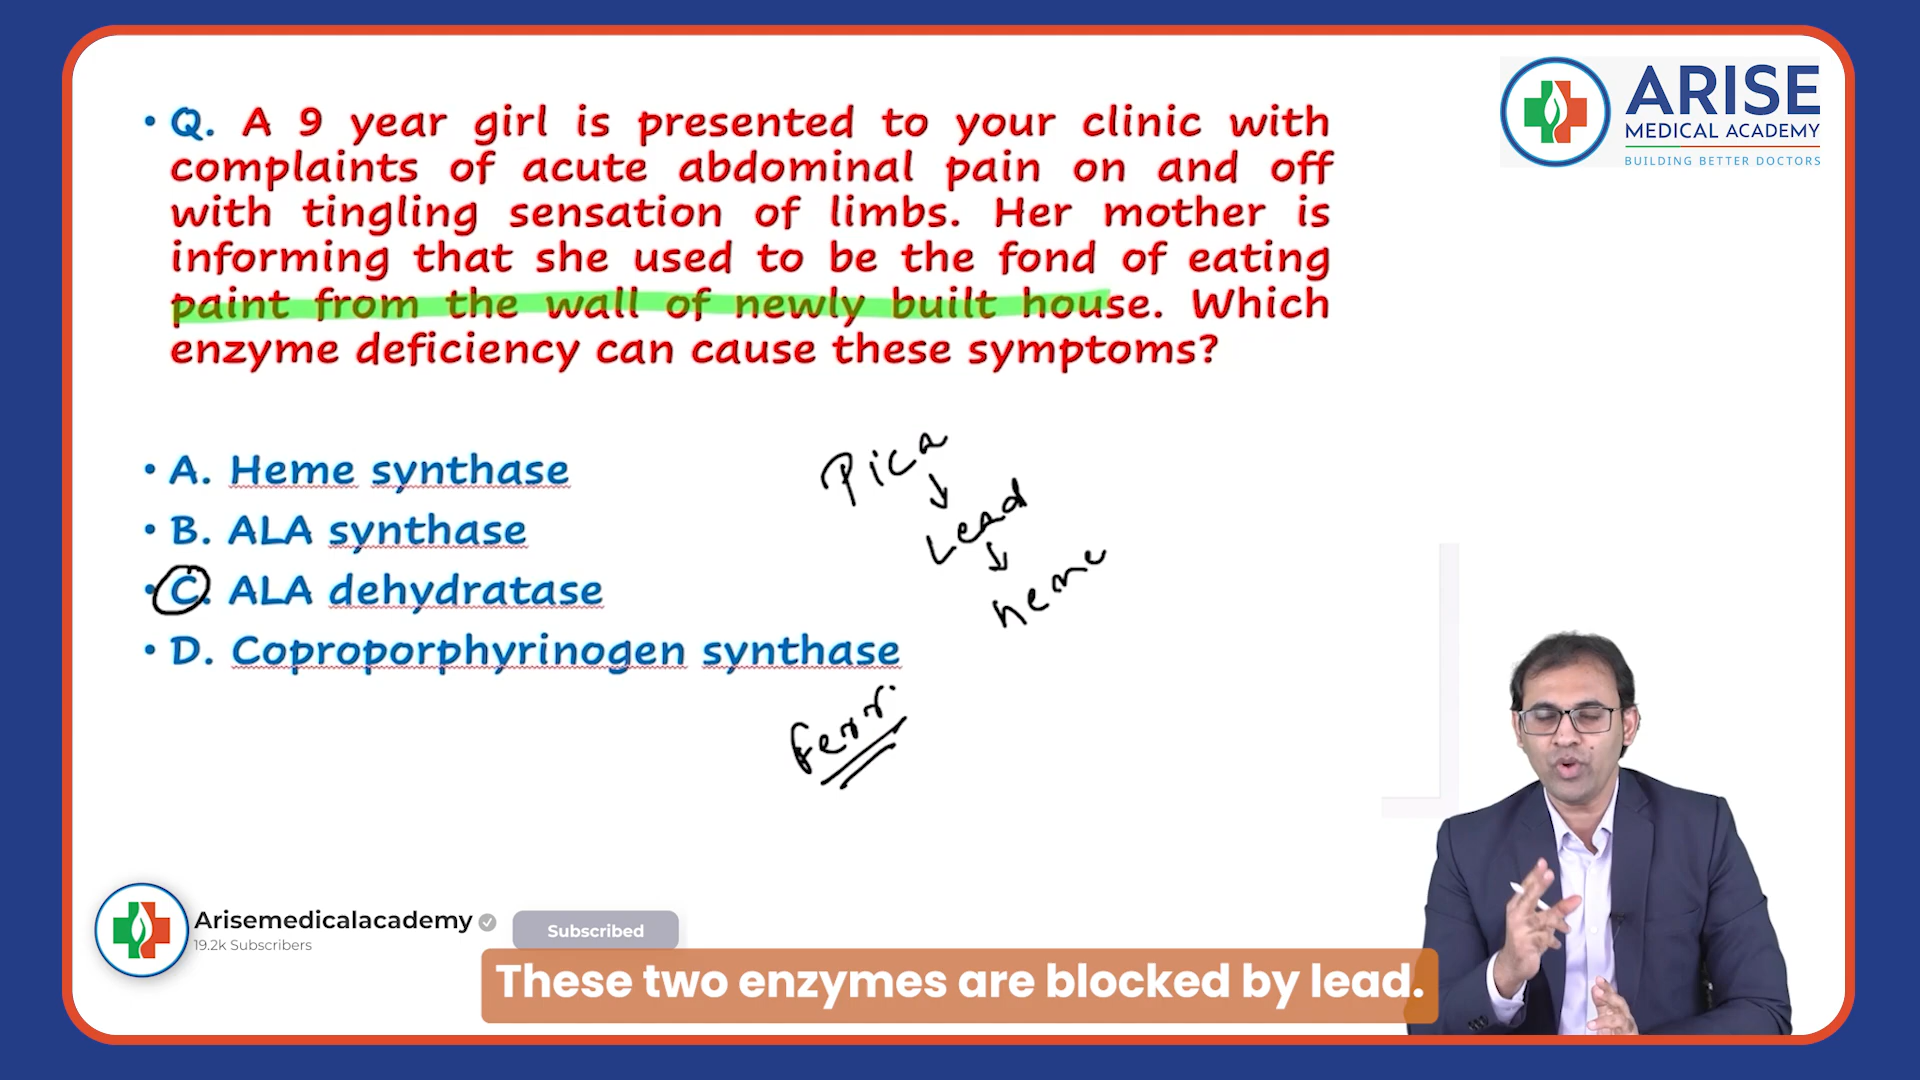 ARISE
MEDICAL ACADEMY
BUILDING BETTER DOCTORS
• Q. A 9 year girl is presented to your clinic with
complaints of acute abdominal pain on and off
with tingling sensation of limbs. Her mother is
informing that she used to be the fond of eating
paint from the wall of newly built house. Which
enzyme deficiency can cause these symptoms?
• A. Heme synthase
• B. ALA synthase
• C. ALA dehydratase
• D. Coproporphyrinogen synthase
Pica
↓
Lead
↓
heme
Ferri
Arisemedicalacademy
19.2k Subscribers
Subscribed
These two enzymes are blocked by lead.